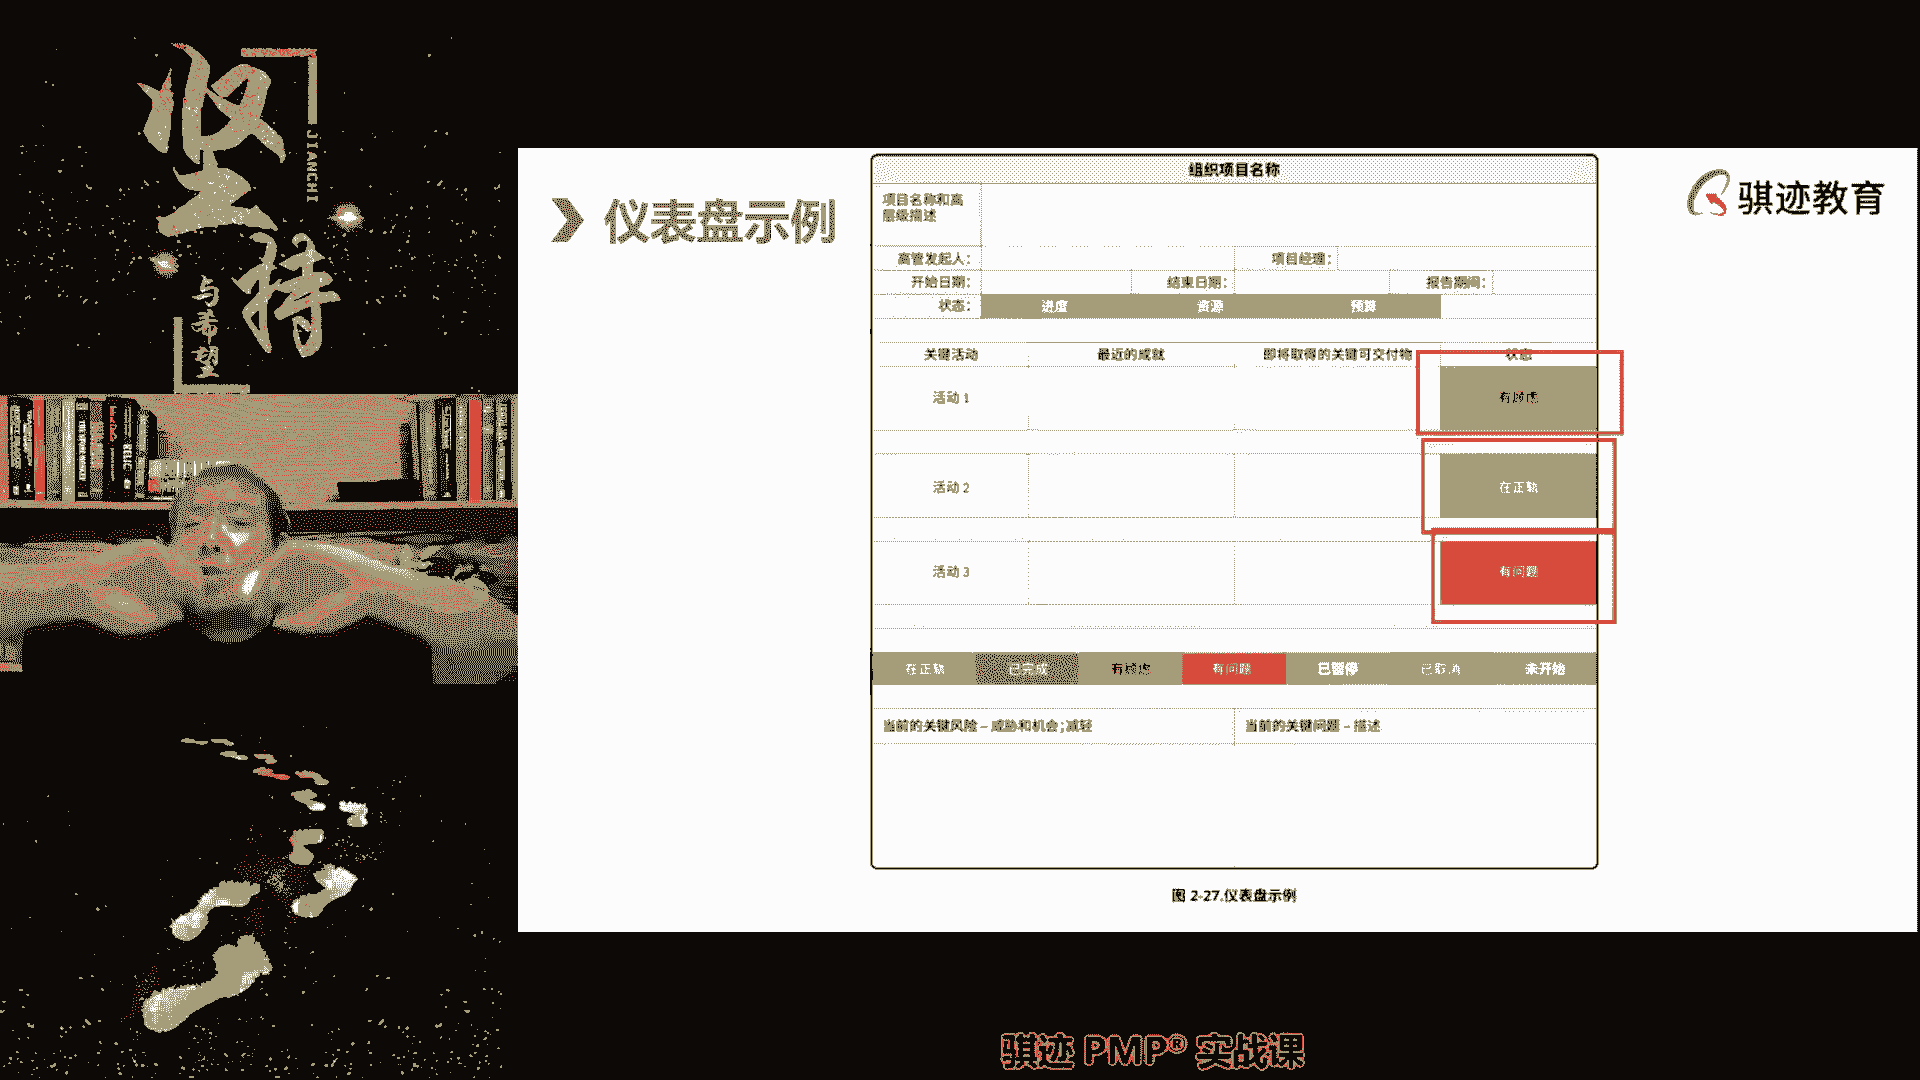 坚持
JIANCHI
与希望
仪表盘示例
骐迹教育
组织项目名称
项目名称和高
层级描述
高管发起人:
项目经理:
开始日期:
结束日期:
报告期间:
状态:
进度
资源
预算
关键活动
最近的成就
即将取得的关键可交付物
状态
活动 1
有顾虑
活动 2
在正轨
活动 3
有问题
在正轨
已完成
有顾虑
有问题
已暂停
已取消
未开始
当前的关键风险 – 威胁和机会;减轻
当前的关键问题 – 描述
图 2-27.仪表盘示例
骐迹 PMP® 实战课